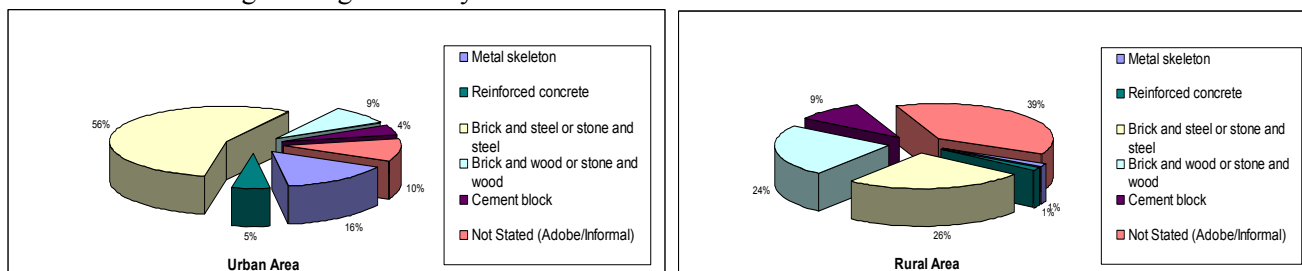 56%
9%
4%
10%
16%
5%
Metal skeleton
Reinforced concrete
Brick and steel or stone and
steel
Brick and wood or stone and
wood
Cement block
Not Stated (Adobe/Informal)
Urban Area
9%
39%
24%
26%
1%
1%
Metal skeleton
Reinforced concrete
Brick and steel or stone and
steel
Brick and wood or stone and
wood
Cement block
Not Stated (Adobe/Informal)
Rural Area